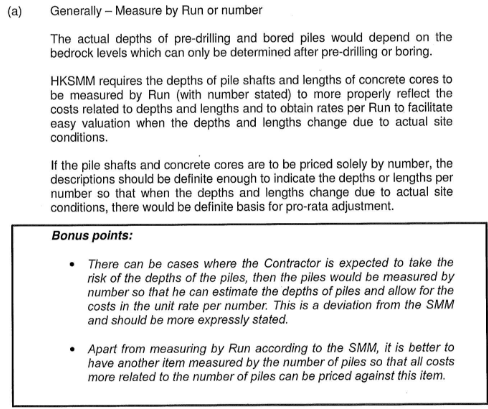 (a) Generally – Measure by Run or number
The actual depths of pre-drilling and bored piles would depend on the
bedrock levels which can only be determined after pre-drilling or boring.
HKSMM requires the depths of pile shafts and lengths of concrete cores to
be measured by Run (with number stated) to more properly reflect the
costs related to depths and lengths and to obtain rates per Run to facilitate
easy valuation when the depths and lengths change due to actual site
conditions.
If the pile shafts and concrete cores are to be priced solely by number, the
descriptions should be definite enough to indicate the depths or lengths per
number so that when the depths and lengths change due to actual site
conditions, there would be definite basis for pro-rata adjustment.
Bonus points:
• There can be cases where the Contractor is expected to take the
risk of the depths of the piles, then the piles would be measured by
number so that he can estimate the depths of piles and allow for the
costs in the unit rate per number. This is a deviation from the SMM
and should be more expressly stated.
• Apart from measuring by Run according to the SMM, it is better to
have another item measured by the number of piles so that all costs
more related to the number of piles can be priced against this item.